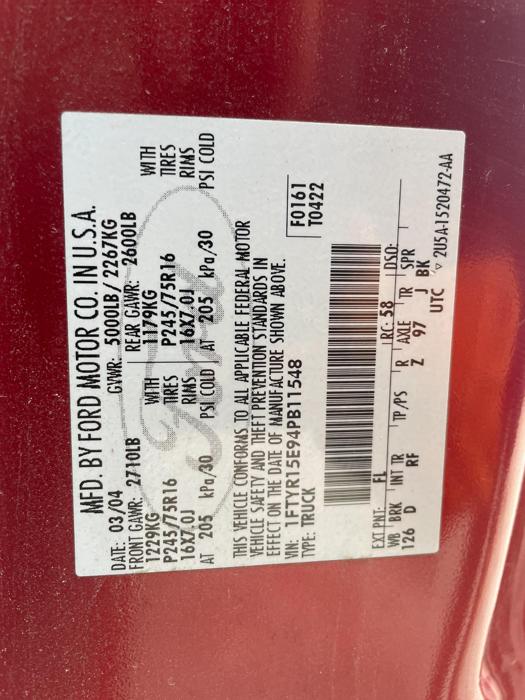 MFD. BY FORD MOTOR CO. IN U.S.A.
DATE: 03/04 GVWR: 5000LB / 2267KG
FRONT GAWR: 2710LB REAR GAWR: 2600LB
1229KG WITH 1179KG WITH
P245/75R16 TIRES P245/75R16 TIRES
16X7.0J RIMS 16X7.0J RIMS
AT 205 kPa/30 PSI COLD AT 205 kPa/30 PSI COLD
THIS VEHICLE CONFORMS TO ALL APPLICABLE FEDERAL MOTOR
VEHICLE SAFETY AND THEFT PREVENTION STANDARDS IN
EFFECT ON THE DATE OF MANUFACTURE SHOWN ABOVE.
VIN: 1FTYR15E94PB11548 F0161
TYPE: TRUCK T0422
EXT PNT: FL RC: 58 DSO:
WB BRK INT TR TP/PS R AXLE TR SPR
126 D RF Z 97 J BK
UTC
2U5A-1520472-AA
Ford